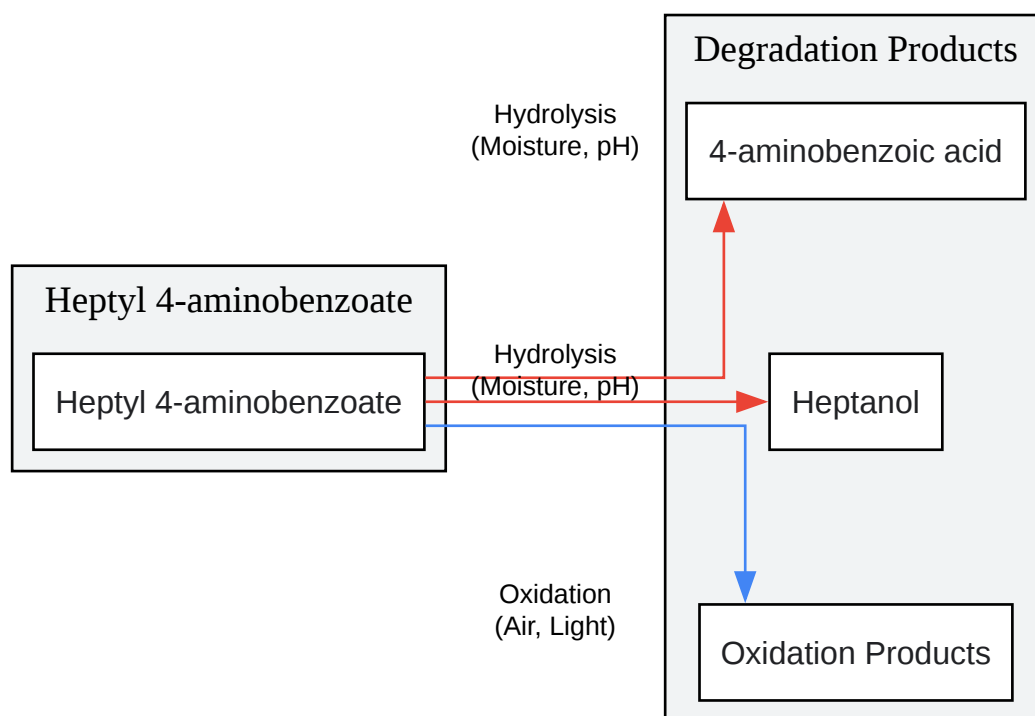 Degradation Products
Hydrolysis
(Moisture, pH)
4-aminobenzoic acid
Heptyl 4-aminobenzoate
Heptyl 4-aminobenzoate
Hydrolysis
(Moisture, pH)
Heptanol
Oxidation
(Air, Light)
Oxidation Products